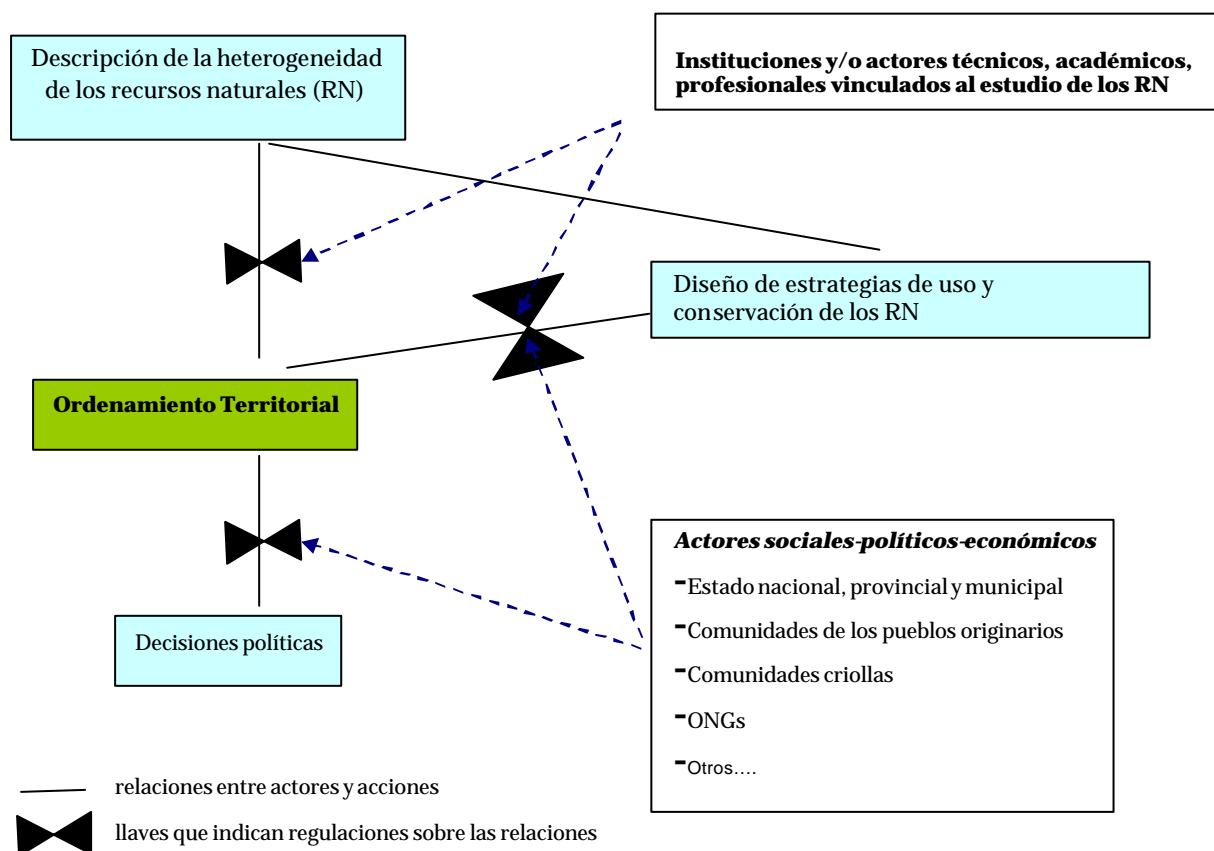 Descripción de la heterogeneidad
de los recursos naturales (RN)
Instituciones y/o actores técnicos, académicos,
profesionales vinculados al estudio de los RN
Diseño de estrategias de uso y
conservación de los RN
Ordenamiento Territorial
Decisiones políticas
Actores sociales-políticos-económicos
-Estado nacional, provincial y municipal
-Comunidades de los pueblos originarios
-Comunidades criollas
-ONGs
-Otros....
relaciones entre actores y acciones
llaves que indican regulaciones sobre las relaciones